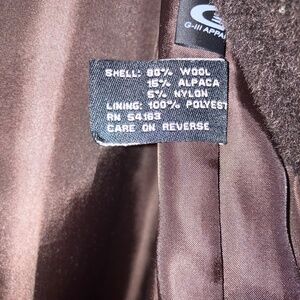 G-III APPA
SHELL: 80% WOOL
15% ALPACA
5% NYLON
LINING: 100% POLYEST
RN 54163
CARE ON REVERSE